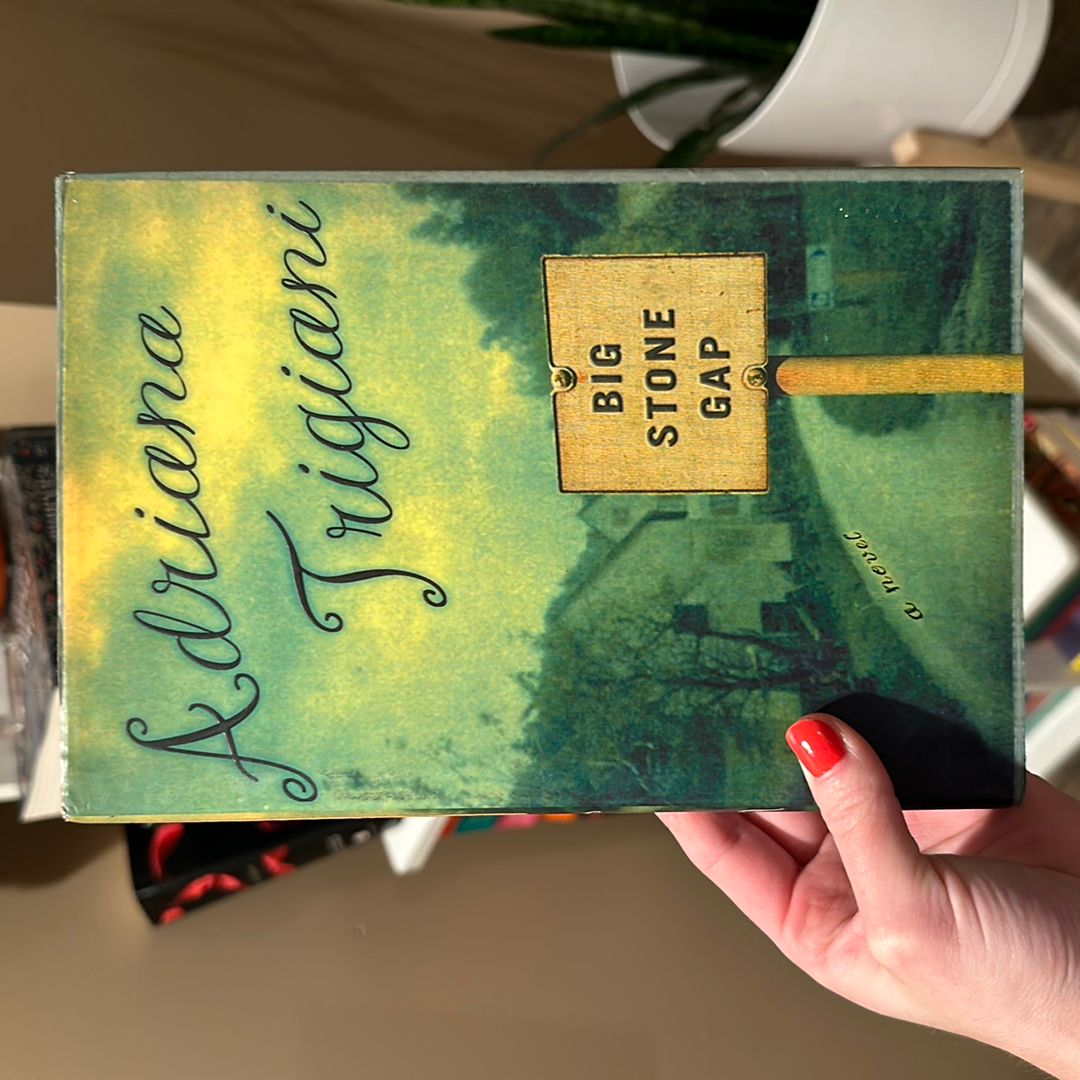 Adriana
Trigiani
BIG
STONE
GAP
a novel